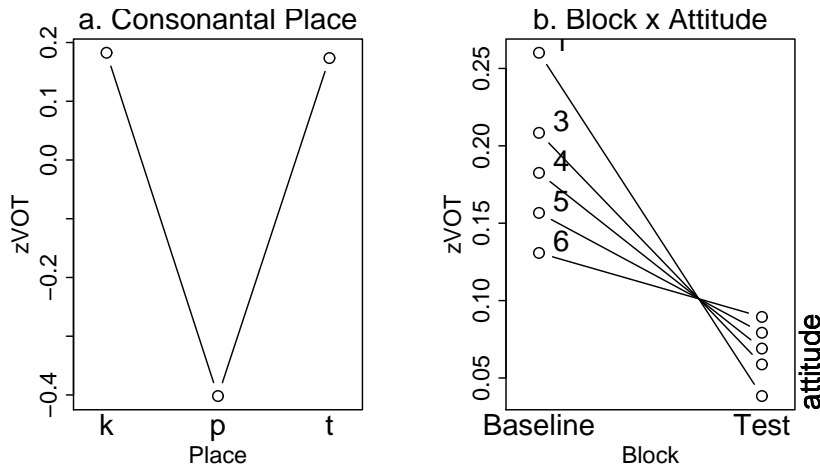 a. Consonantal Place
0.2
0.1
0.0
−0.2
−0.4
zVOT
k p t
Place
b. Block x Attitude
0.25
0.20
0.15
0.10
0.05
zVOT
3
4
5
6
Baseline Test
Block
attitude